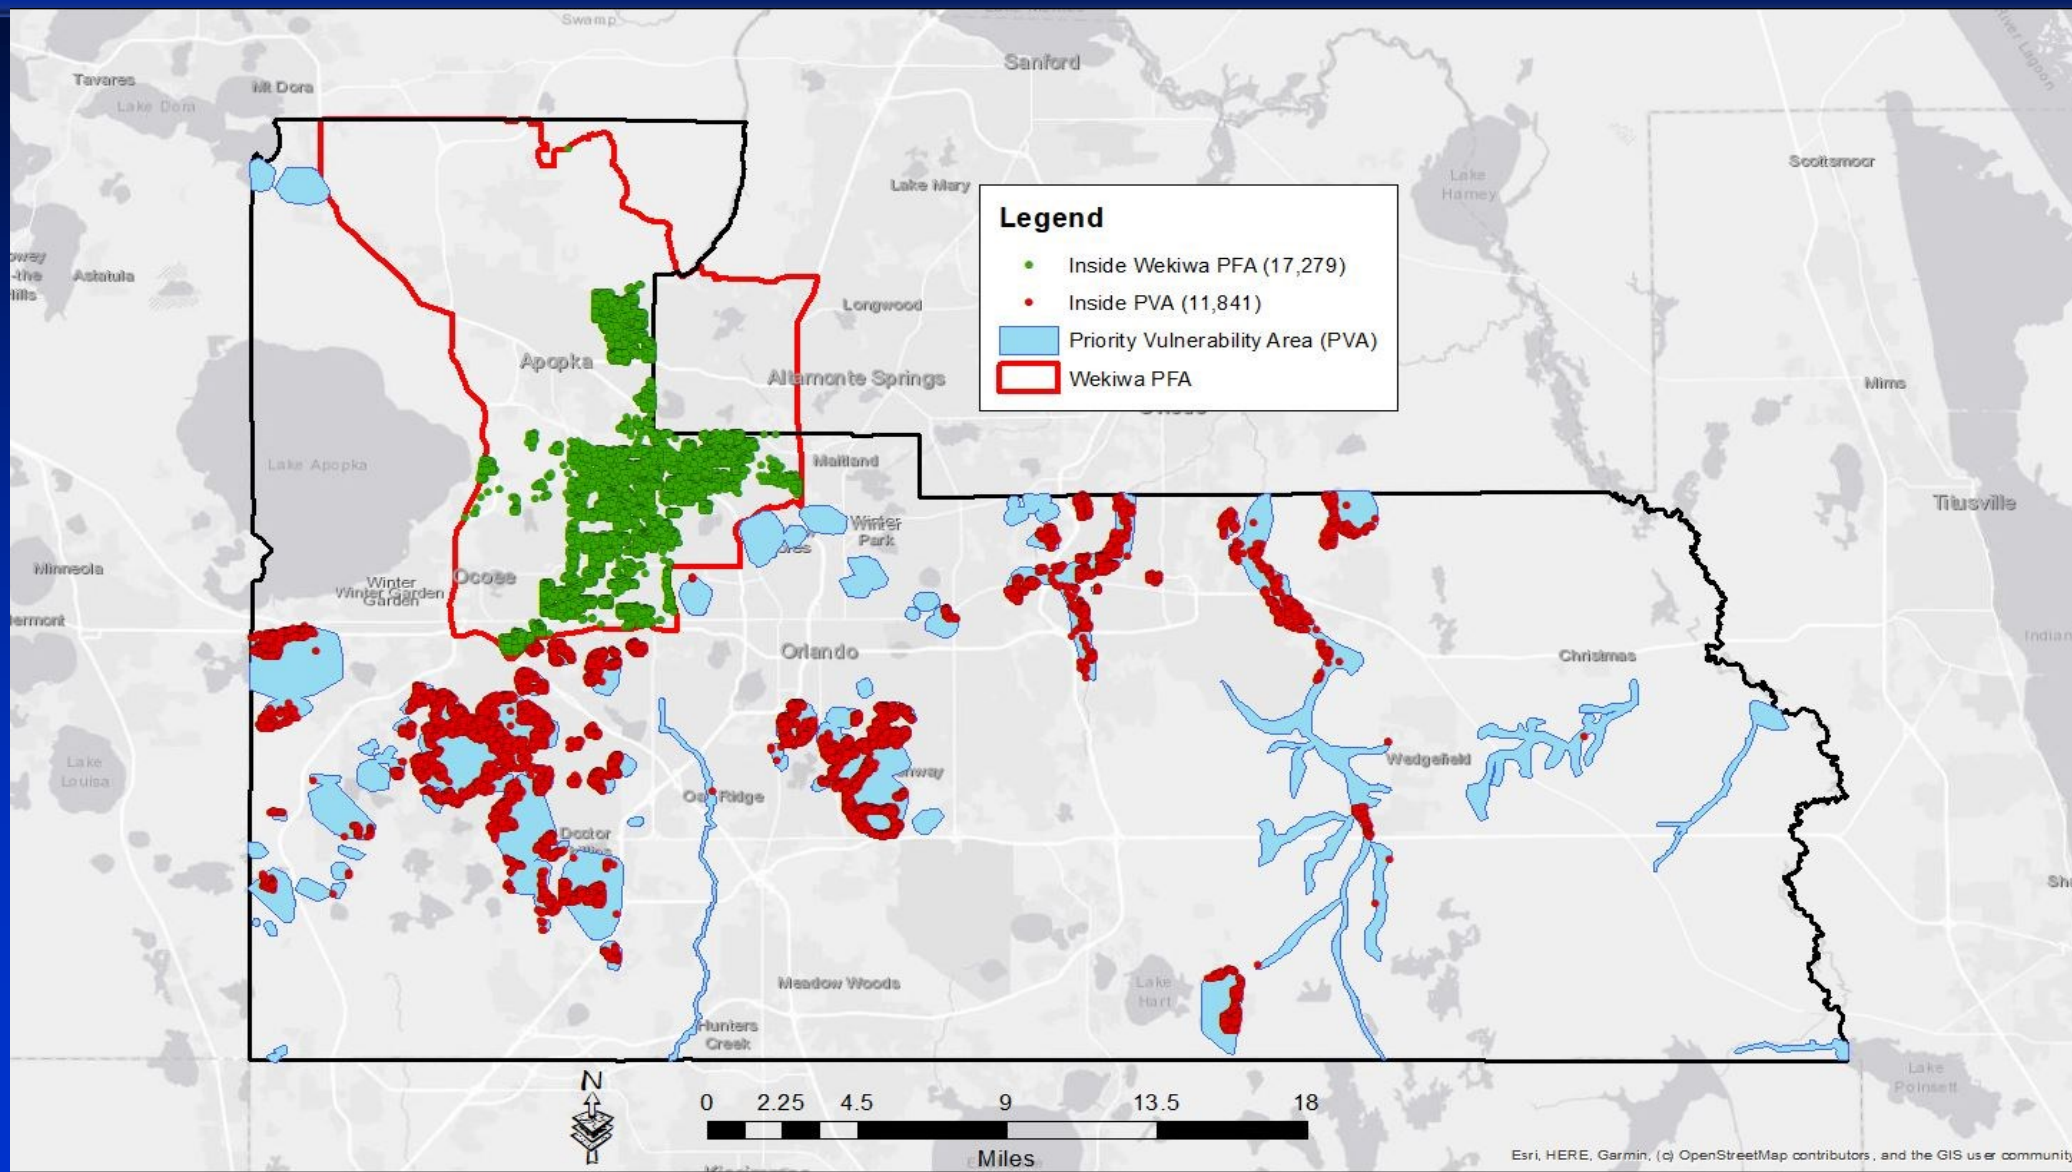 Swamp
Sanford
Tavares
Mt Dora
Lake Dora
Scottsmoor
Lake
Harney
Lake Mary
Legend
Inside Wekiwa PFA (17,279)
Inside PVA (11,841)
Priority Vulnerability Area (PVA)
Wekiwa PFA
Astatula
Longwood
Apopka
Altamonte Springs
Mims
Lake Apopka
Maitland
Titusville
Winter
Winter
Park
Minneola
Ocoee
Winter
Winter Garden
Garden
Orlando
Christmas
Lake
Louisa
Wedgefield
Oak Ridge
Doctor
Meadow Woods
Lake
Hart
Hunters
Creek
Lake
Poinsett
N
0 2.25 4.5 9 13.5 18
Miles
Esri, HERE, Garmin, (c) OpenStreetMap contributors, and the GIS user community